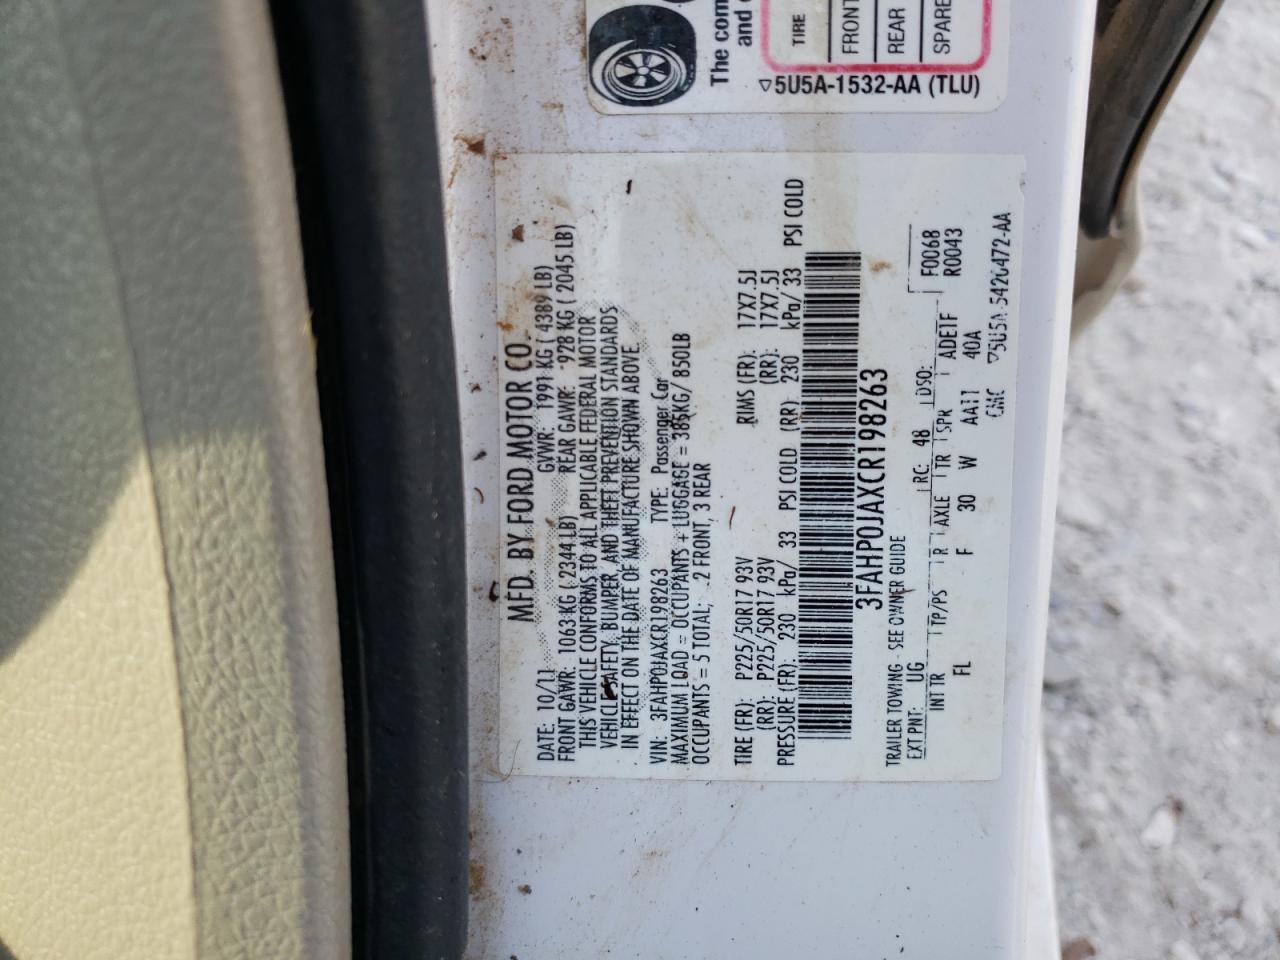 MFD. BY FORD MOTOR CO.
DATE: 10/11 GVWR: 1991 KG ( 4389 LB)
FRONT GAWR: 1063 KG ( 2344 LB) REAR GAWR: 928 KG ( 2045 LB)
THIS VEHICLE CONFORMS TO ALL APPLICABLE FEDERAL MOTOR
VEHICLE SAFETY, BUMPER, AND THEFT PREVENTION STANDARDS
IN EFFECT ON THE DATE OF MANUFACTURE SHOWN ABOVE.
VIN: 3FAHP0JAXCR198263 TYPE: Passenger Car
MAXIMUM LOAD = OCCUPANTS + LUGGAGE = 385KG/ 850LB
OCCUPANTS = 5 TOTAL; 2 FRONT, 3 REAR
TIRE (FR): P225/50R17 93V RIMS (FR): 17X7.5J
(RR): P225/50R17 93V (RR): 17X7.5J
PRESSURE (FR): 230 kPa/ 33 PSI COLD (RR) 230 kPa/ 33 PSI COLD
3FAHP0JAXCR198263
TRAILER TOWING - SEE OWNER GUIDE
EXT PNT: UG RC: 48 DSO: F0068
INT TR TP/PS R AXLE TR SPR ADE1F R0043
FL F 30 W AA11 40A
CMC ▽5U5A 5420472-AA
The com
and
TIRE
FRONT
REAR
SPARE
▽5U5A-1532-AA (TLU)